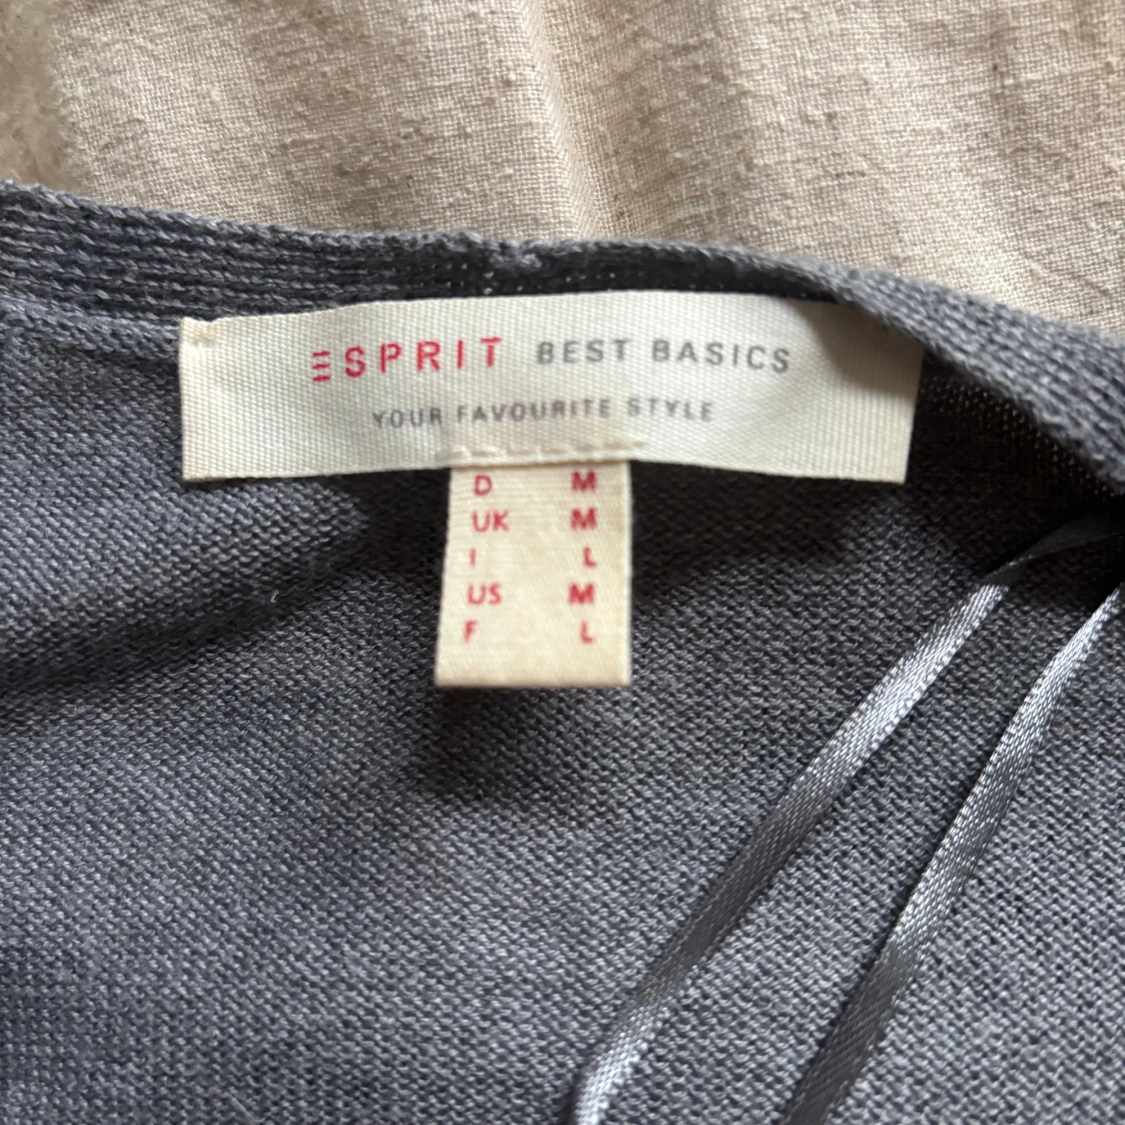 ESPRIT BEST BASICS
YOUR FAVOURITE STYLE
D M
UK M
I L
US M
F L